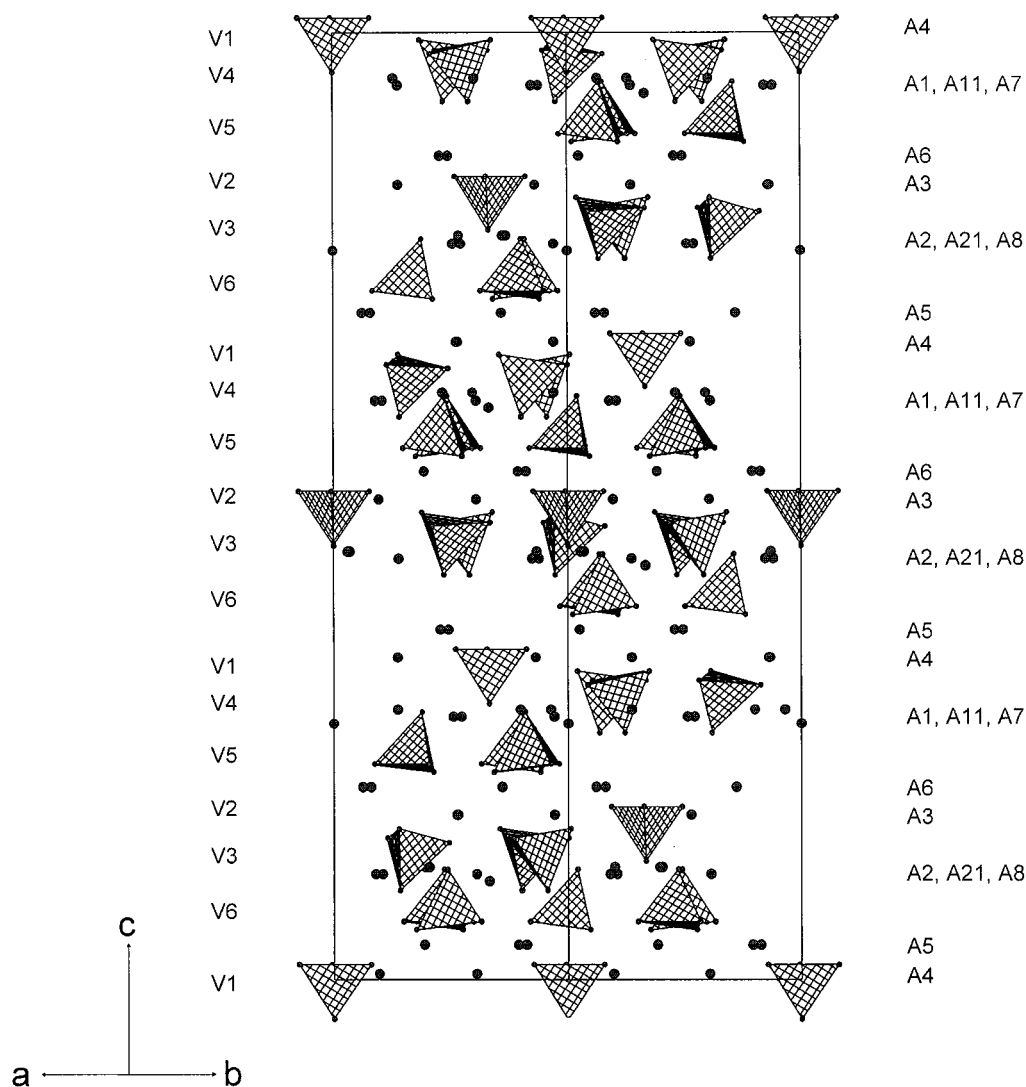 V1
A4
V4
A1, A11, A7
V5
A6
V2
A3
V3
A2, A21, A8
V6
A5
V1
A4
V4
A1, A11, A7
V5
A6
V2
A3
V3
A2, A21, A8
V6
A5
V1
A4
V4
A1, A11, A7
V5
A6
V2
A3
V3
A2, A21, A8
V6
A5
V1
A4
c
a
b